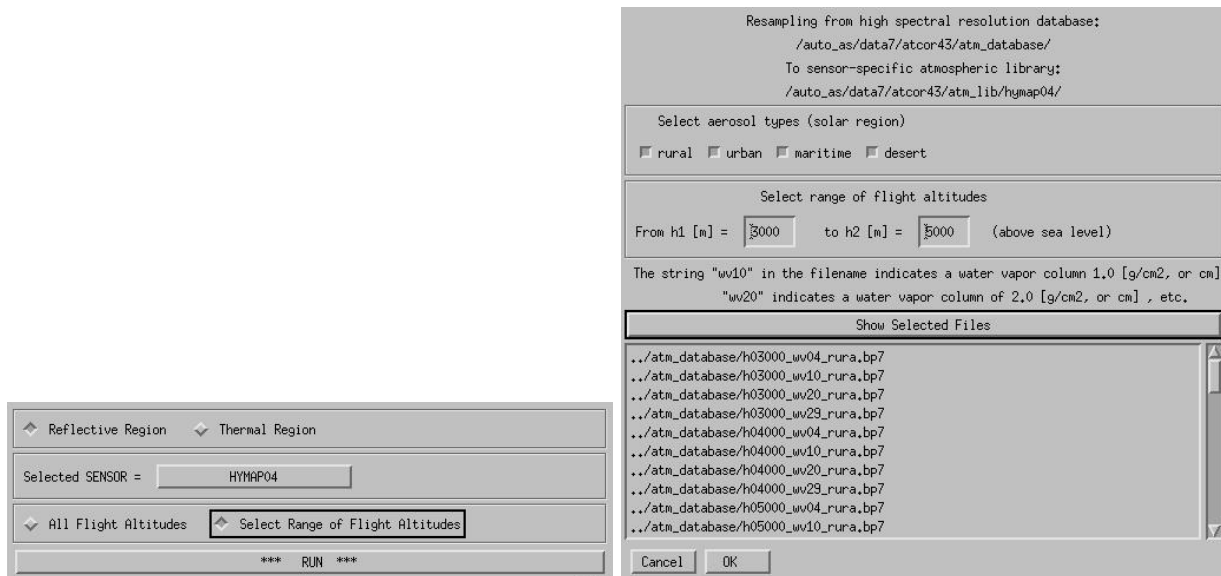 Reflective Region Thermal Region
Selected SENSOR = HYMAP04
All Flight Altitudes Select Range of Flight Altitudes
*** RUN ***
Resampling from high spectral resolution database:
/auto_as/data7/atcor43/atm_database/
To sensor-specific atmospheric library:
/auto_as/data7/atcor43/atm_lib/hymap04/
Select aerosol types (solar region)
rural urban maritime desert
Select range of flight altitudes
From h1 [m] = 3000 to h2 [m] = 5000 (above sea level)
The string "wv10" in the filename indicates a water vapor column 1.0 [g/cm2, or cm]
"wv20" indicates a water vapor column of 2.0 [g/cm2, or cm] , etc.
Show Selected Files
../atm_database/h03000_wv04_rura.bp7
../atm_database/h03000_wv10_rura.bp7
../atm_database/h03000_wv20_rura.bp7
../atm_database/h03000_wv29_rura.bp7
../atm_database/h04000_wv04_rura.bp7
../atm_database/h04000_wv10_rura.bp7
../atm_database/h04000_wv20_rura.bp7
../atm_database/h04000_wv29_rura.bp7
../atm_database/h05000_wv04_rura.bp7
../atm_database/h05000_wv10_rura.bp7
Cancel OK